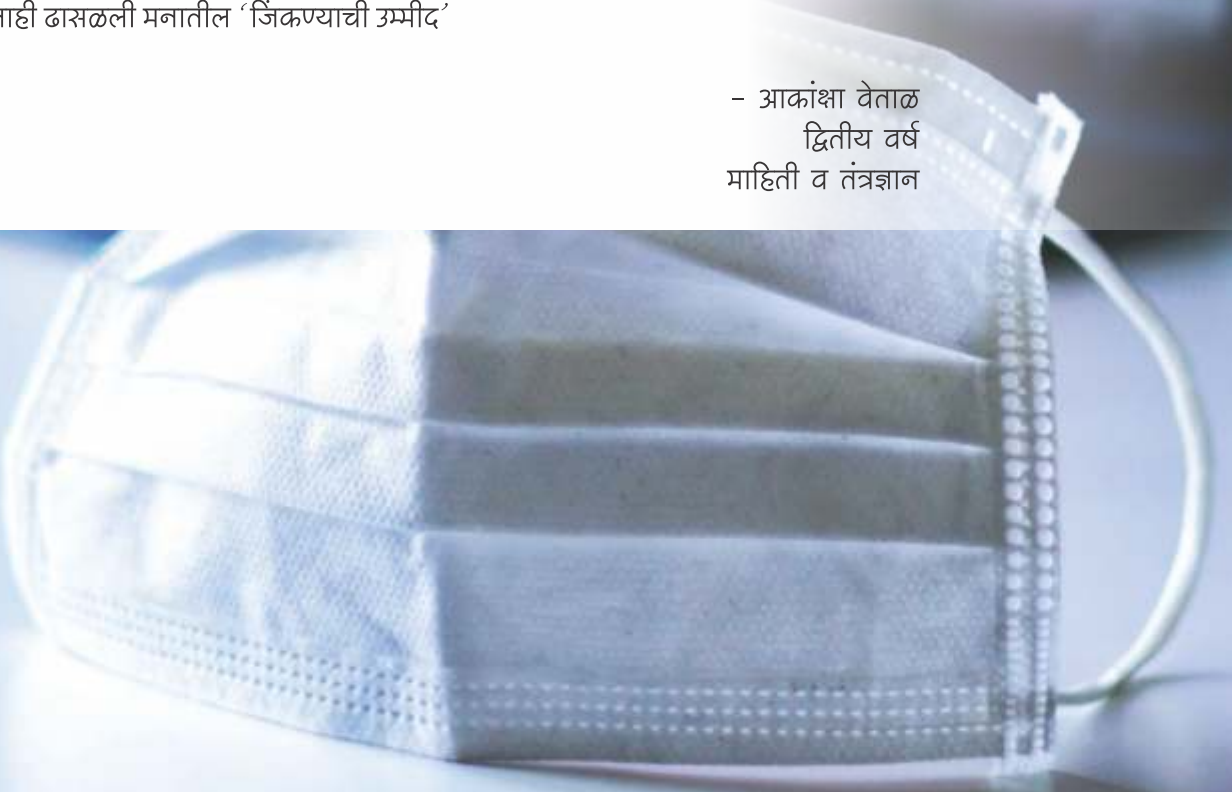 ढासळली मनातील ‘जिंकण्याची उम्मीद’
– आकांक्षा वेताळ
द्वितीय वर्ष
माहिती व तंत्रज्ञान